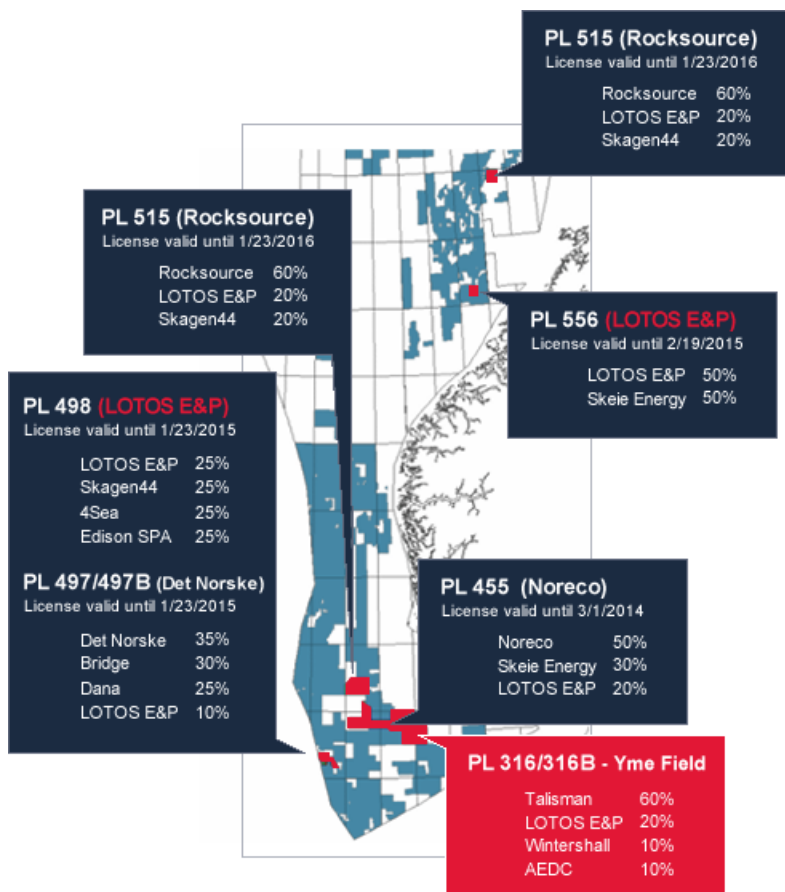 PL 515 (Rocksource)
License valid until 1/23/2016
Rocksource 60%
LOTOS E&P 20%
Skagen44 20%
PL 515 (Rocksource)
License valid until 1/23/2016
Rocksource 60%
LOTOS E&P 20%
Skagen44 20%
PL 556 (LOTOS E&P)
License valid until 2/19/2015
LOTOS E&P 50%
Skeie Energy 50%
PL 498 (LOTOS E&P)
License valid until 1/23/2015
LOTOS E&P 25%
Skagen44 25%
4Sea 25%
Edison SPA 25%
PL 497/497B (Det Norske)
License valid until 1/23/2015
Det Norske 35%
Bridge 30%
Dana 25%
LOTOS E&P 10%
PL 455 (Noreco)
License valid until 3/1/2014
Noreco 50%
Skeie Energy 30%
LOTOS E&P 20%
PL 316/316B - Yme Field
Talisman 60%
LOTOS E&P 20%
Wintershall 10%
AEDC 10%